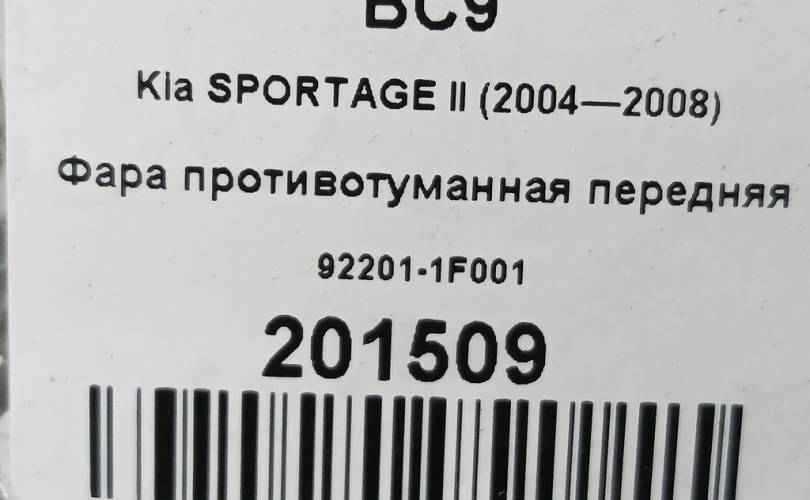 BC9
Kia SPORTAGE II (2004—2008)
Фара противотуманная передняя
92201-1F001
201509